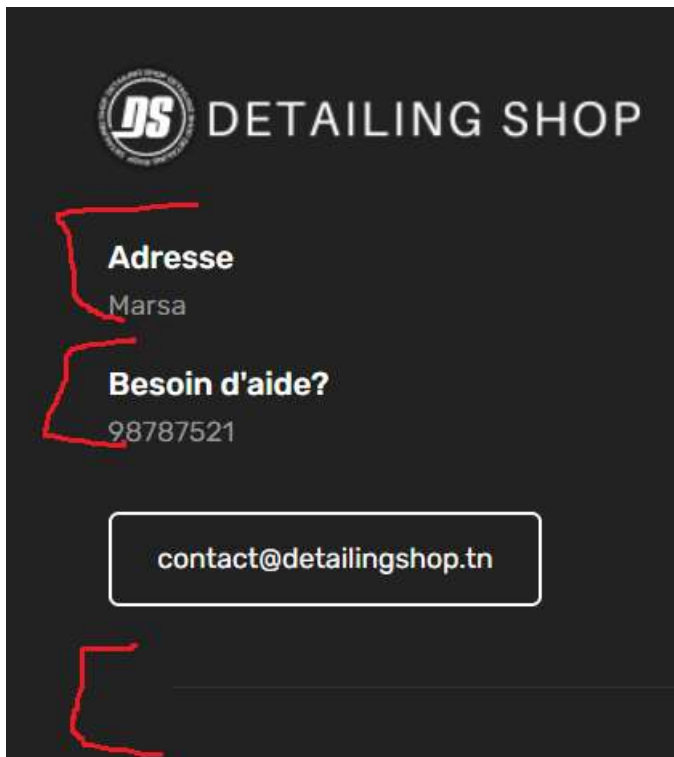 DS DETAILING SHOP
Adresse
Marsa
Besoin d'aide?
98787521
contact@detailingshop.tn